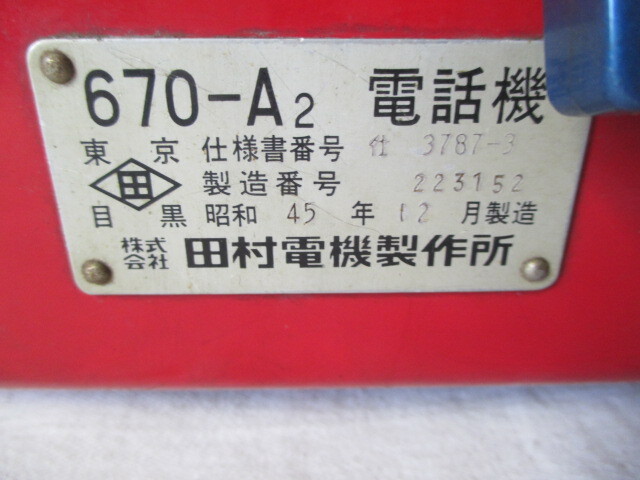 670-A2 電話機
東京 仕様書番号 仕 3787-3
田 製造番号 223152
目黒 昭和 45 年 12 月製造
株式会社 田村電機製作所